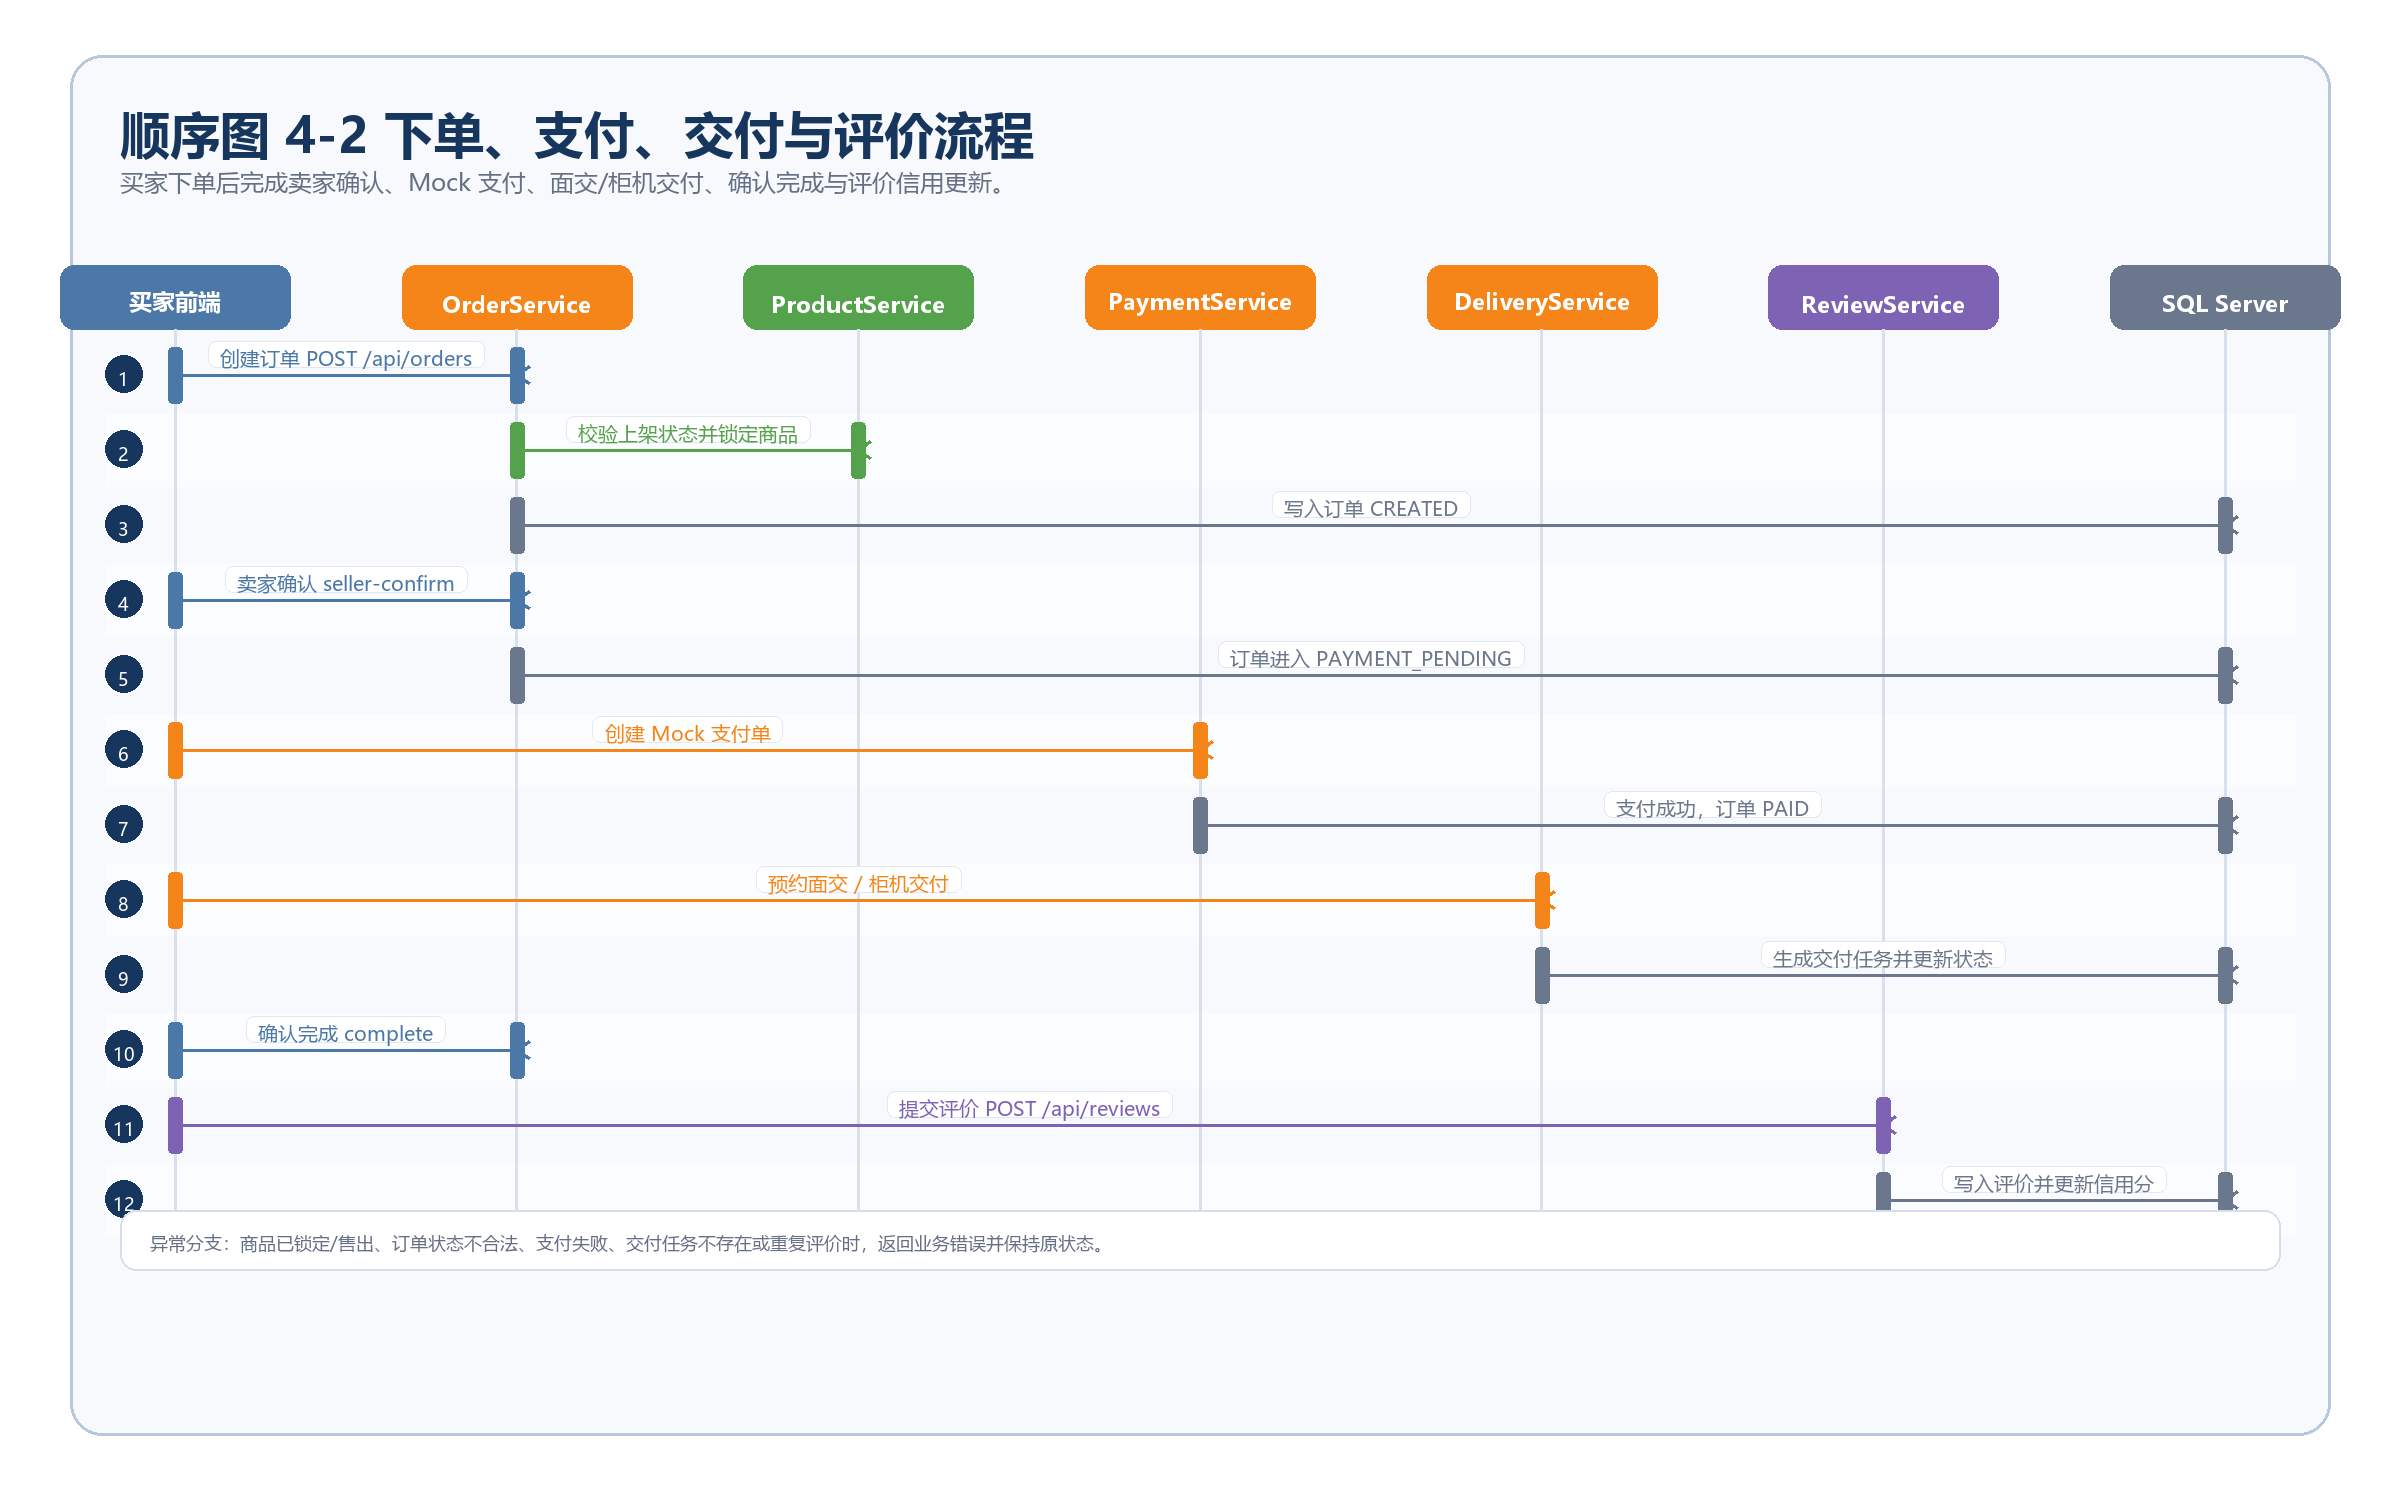 顺序图 4-2 下单、支付、交付与评价流程
买家下单后完成卖家确认、Mock 支付、面交/柜机交付、确认完成与评价信用更新。
买家前端
OrderService
ProductService
PaymentService
DeliveryService
ReviewService
SQL Server
1
创建订单 POST /api/orders
2
校验上架状态并锁定商品
3
写入订单 CREATED
4
卖家确认 seller-confirm
5
订单进入 PAYMENT_PENDING
6
创建 Mock 支付单
7
支付成功，订单 PAID
8
预约面交 / 柜机交付
9
生成交付任务并更新状态
10
确认完成 complete
11
提交评价 POST /api/reviews
12
写入评价并更新信用分
异常分支：商品已锁定/售出、订单状态不合法、支付失败、交付任务不存在或重复评价时，返回业务错误并保持原状态。